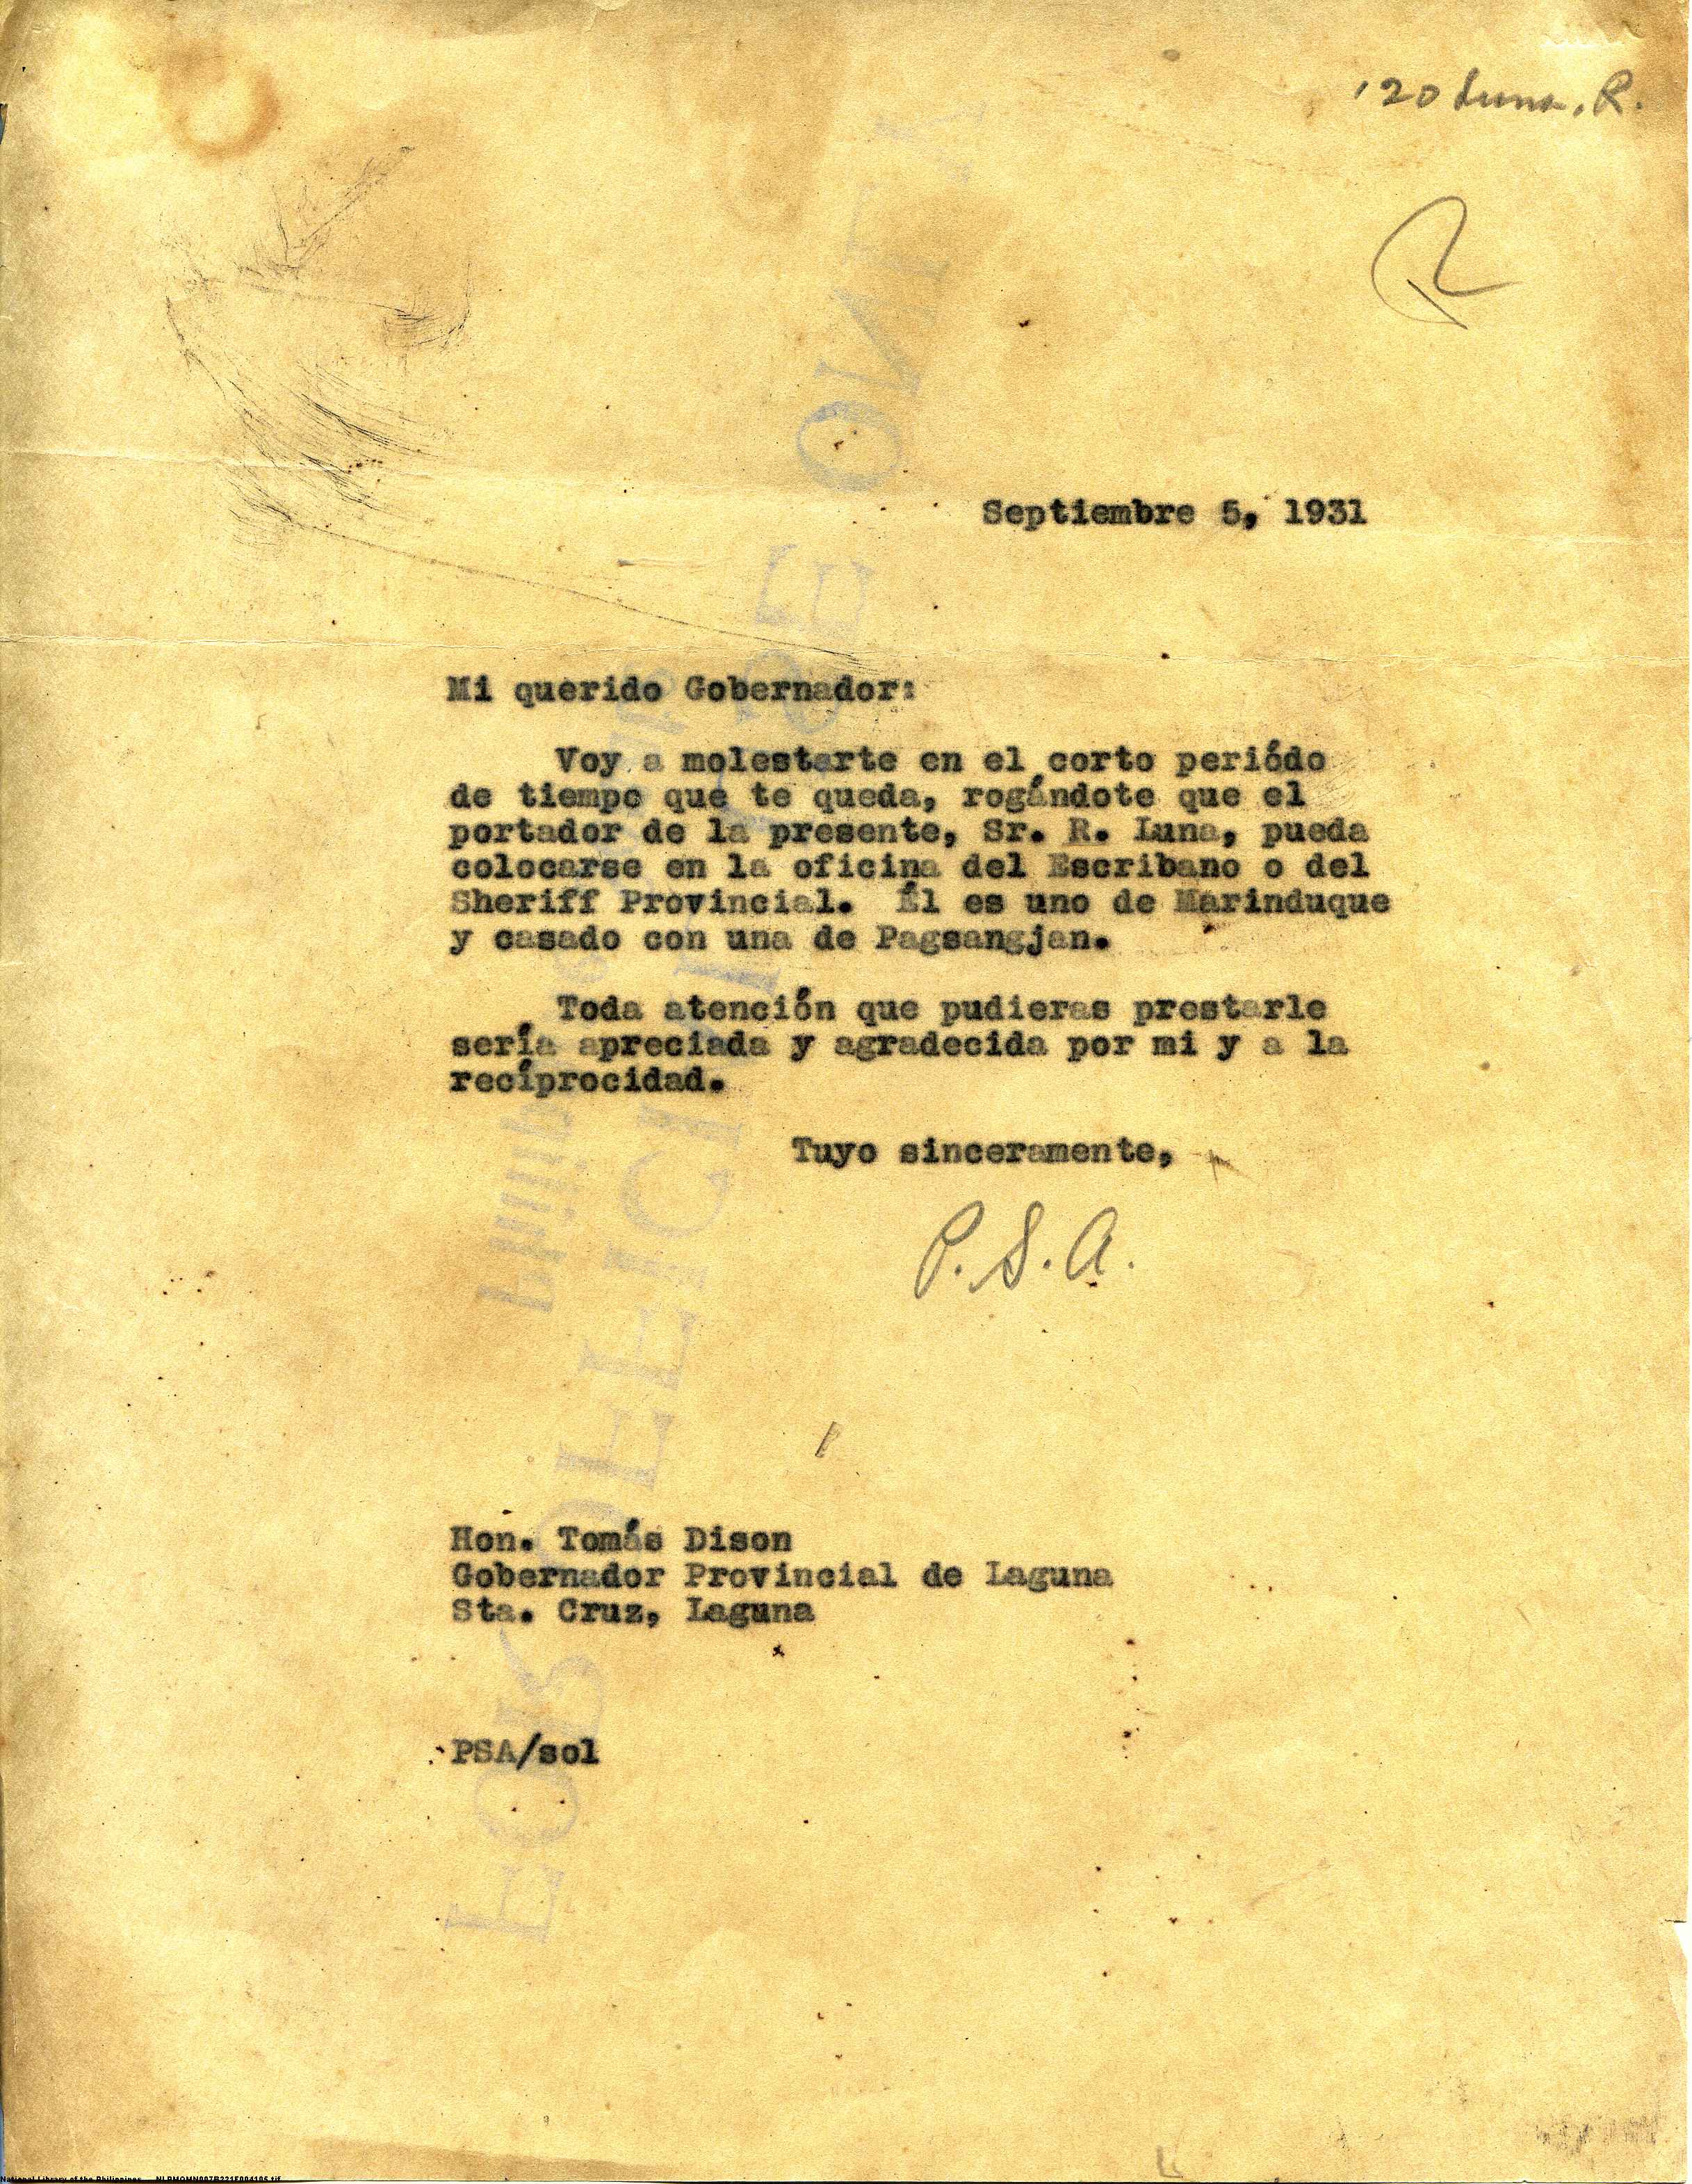 '20 Luna, R.
R
Septiembre 5, 1931
Mi querido Gobernador:
Voy a molestarte en el corto periódo
de tiempo que te queda, rogándote que el
portador de la presente, Sr. R. Luna, pueda
colocarse en la oficina del Escribano o del
Sheriff Provincial. Él es uno de Marinduque
y casado con una de Pagsangjan.
Toda atención que pudieras prestarle
sería apreciada y agradecida por mi y a la
recíprocidad.
Tuyo sinceramente,
P.S.A.
Hon. Tomás Dison
Gobernador Provincial de Laguna
Sta. Cruz, Laguna
PSA/sol